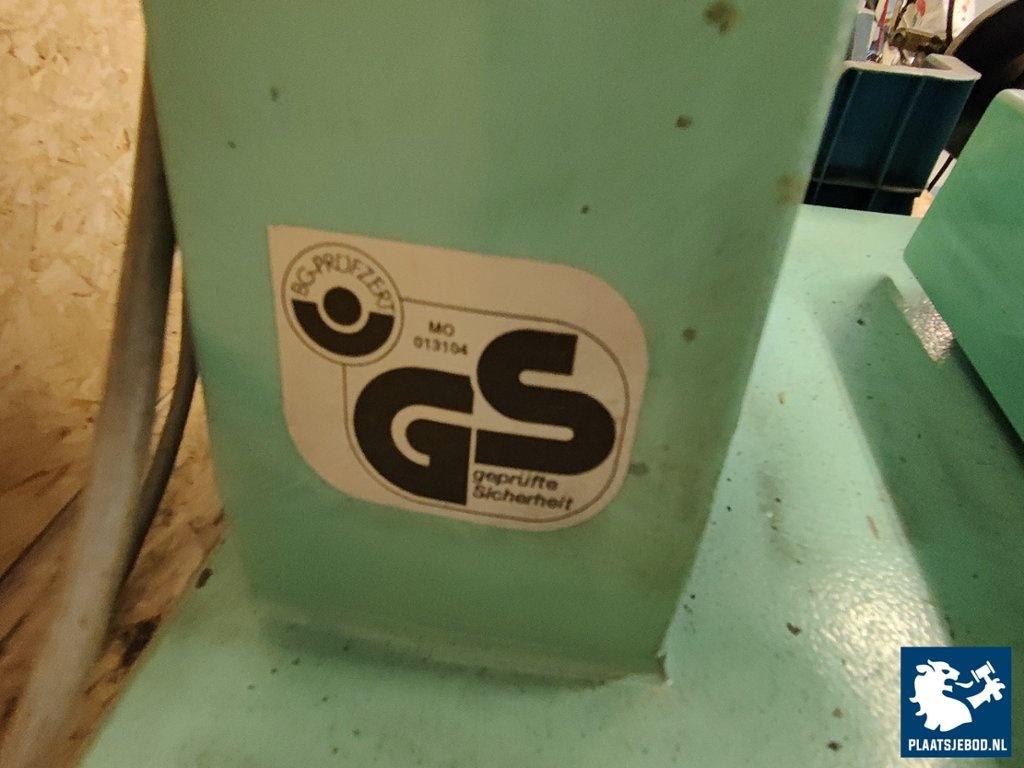 BG-PRÜFZERT
MO
013104
GS
geprüfte
Sicherheit
PLAATSJEBOD.NL